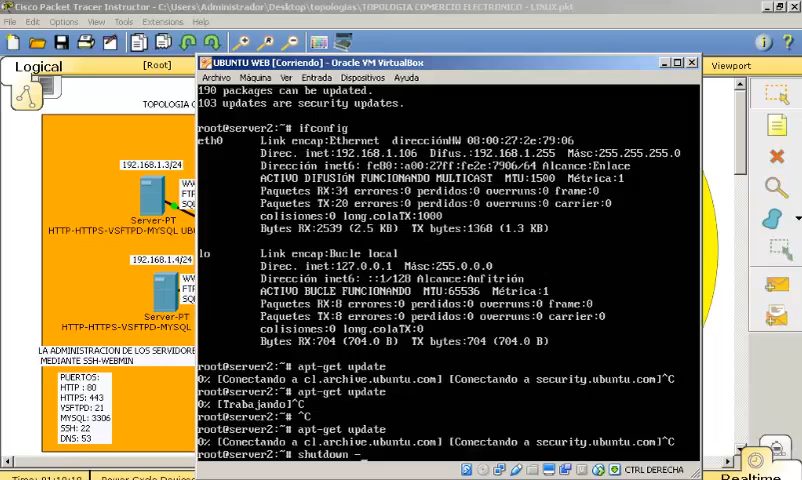 Cisco Packet Tracer Instructor - C:\Users\Administrador\Desktop\topologias\TOPOLOGIA COMERCIO ELECTRONICO - LINUX.pkt
File Edit Options View Tools Extensions Help
Logical
[Root]
Viewport
TOPOLOGIA C
192.168.1.3/24
WW
FTP
SQL
Server-PT
HTTP-HTTPS-VSFTPD-MYSQL UB
192.168.1.4/24
WW
FTP
SQL
Server-PT
HTTP-HTTPS-VSFTPD-MYSQL
LA ADMINISTRACION DE LOS SERVIDORE
MEDIANTE SSH-WEBMIN
PUERTOS:
HTTP : 80
HTTPS: 443
VSFTPD: 21
MYSQL: 3306
SSH: 22
DNS: 53
UBUNTU WEB [Corriendo] - Oracle VM VirtualBox
Archivo Máquina Ver Entrada Dispositivos Ayuda
190 packages can be updated.
103 updates are security updates.
root@server2:~# ifconfig
eth0 Link encap:Ethernet direcciónHW 08:00:27:2e:79:06
Direc. inet:192.168.1.106 Difus.:192.168.1.255 Másc:255.255.255.0
Dirección inet6: fe80::a00:27ff:fe2e:7906/64 Alcance:Enlace
ACTIVO DIFUSIÓN FUNCIONANDO MULTICAST MTU:1500 Métrica:1
Paquetes RX:34 errores:0 perdidos:0 overruns:0 frame:0
Paquetes TX:20 errores:0 perdidos:0 overruns:0 carrier:0
colisiones:0 long.colaTX:1000
Bytes RX:2539 (2.5 KB) TX bytes:1368 (1.3 KB)
lo Link encap:Bucle local
Direc. inet:127.0.0.1 Másc:255.0.0.0
Dirección inet6: ::1/128 Alcance:Anfitrión
ACTIVO BUCLE FUNCIONANDO MTU:65536 Métrica:1
Paquetes RX:8 errores:0 perdidos:0 overruns:0 frame:0
Paquetes TX:8 errores:0 perdidos:0 overruns:0 carrier:0
colisiones:0 long.colaTX:0
Bytes RX:704 (704.0 B) TX bytes:704 (704.0 B)
root@server2:~# apt-get update
0% [Conectando a cl.archive.ubuntu.com] [Conectando a security.ubuntu.com]^C
root@server2:~# apt-get update
0% [Trabajando]^C
root@server2:~# ^C
root@server2:~# apt-get update
0% [Conectando a cl.archive.ubuntu.com] [Conectando a security.ubuntu.com]^C
root@server2:~# shutdown -_
CTRL DERECHA
Realtime